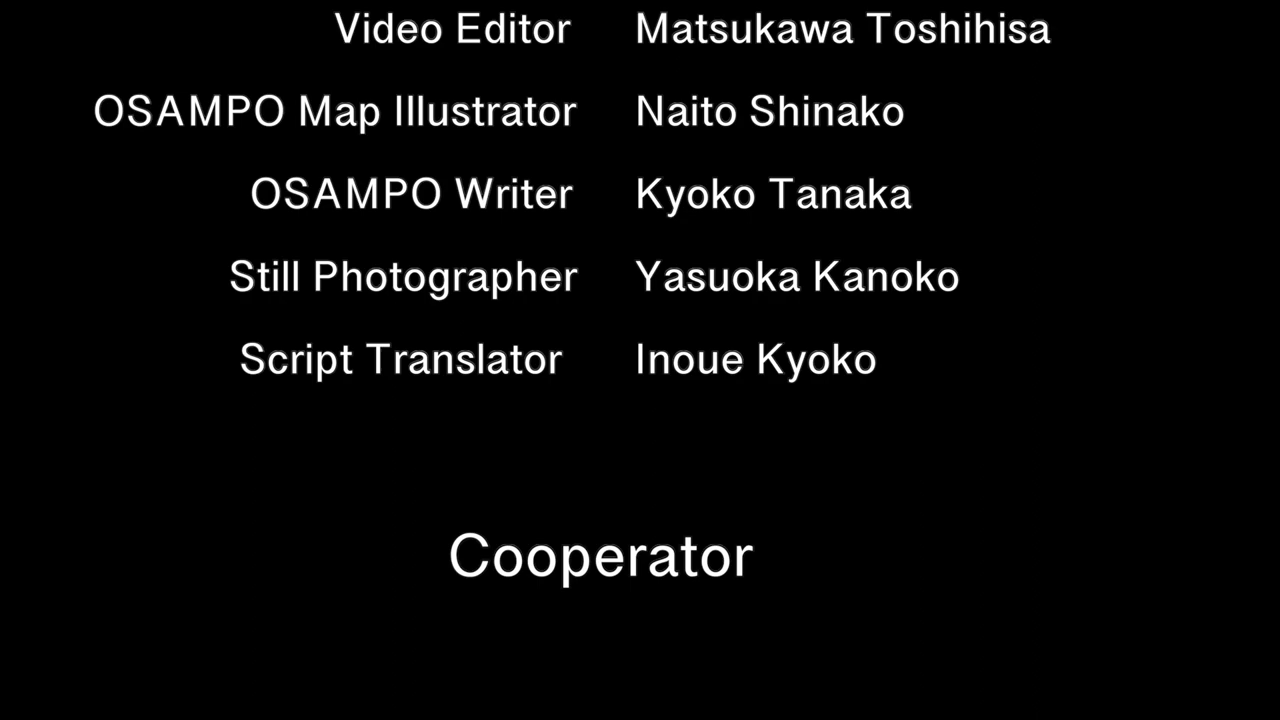 Video Editor Matsukawa Toshihisa
OSAMPO Map Illustrator Naito Shinako
OSAMPO Writer Kyoko Tanaka
Still Photographer Yasuoka Kanoko
Script Translator Inoue Kyoko
Cooperator